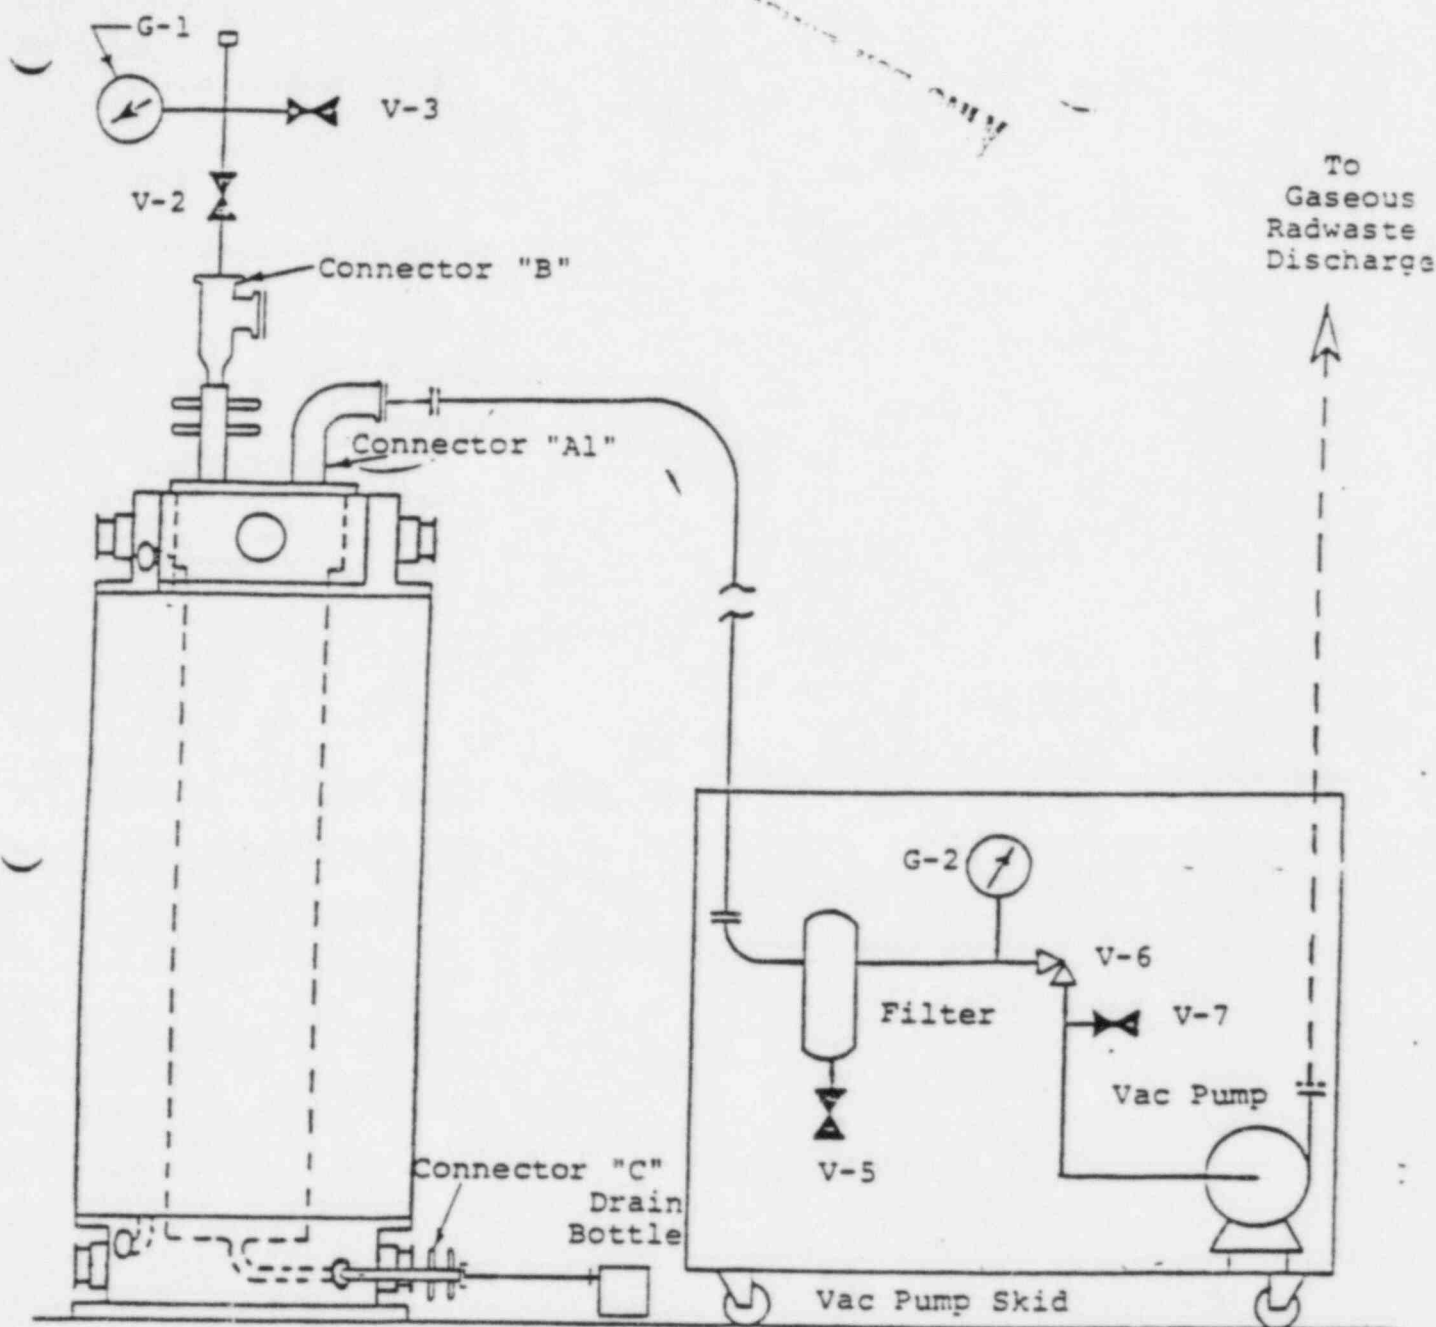 G-1
V-3
V-2
To
Gaseous
Radwaste
Discharge
Connector "B"
Connector "A1"
G-2
V-6
Filter
V-7
Vac Pump
V-5
Connector "C"
Drain
Bottle
Vac Pump Skid